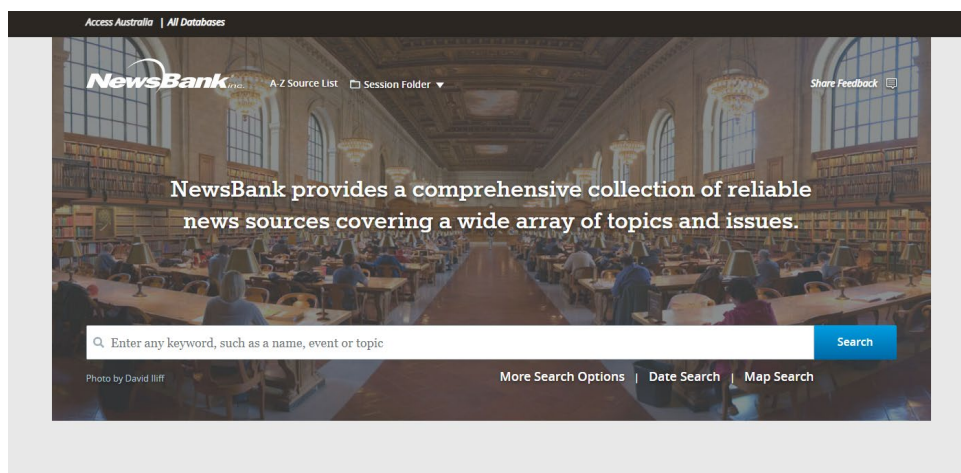 Access Australia | All Databases
NewsBank, inc.
A-Z Source List
Session Folder ▼
Share Feedback
NewsBank provides a comprehensive collection of reliable
news sources covering a wide array of topics and issues.
Enter any keyword, such as a name, event or topic
Search
Photo by David Iliff
More Search Options | Date Search | Map Search